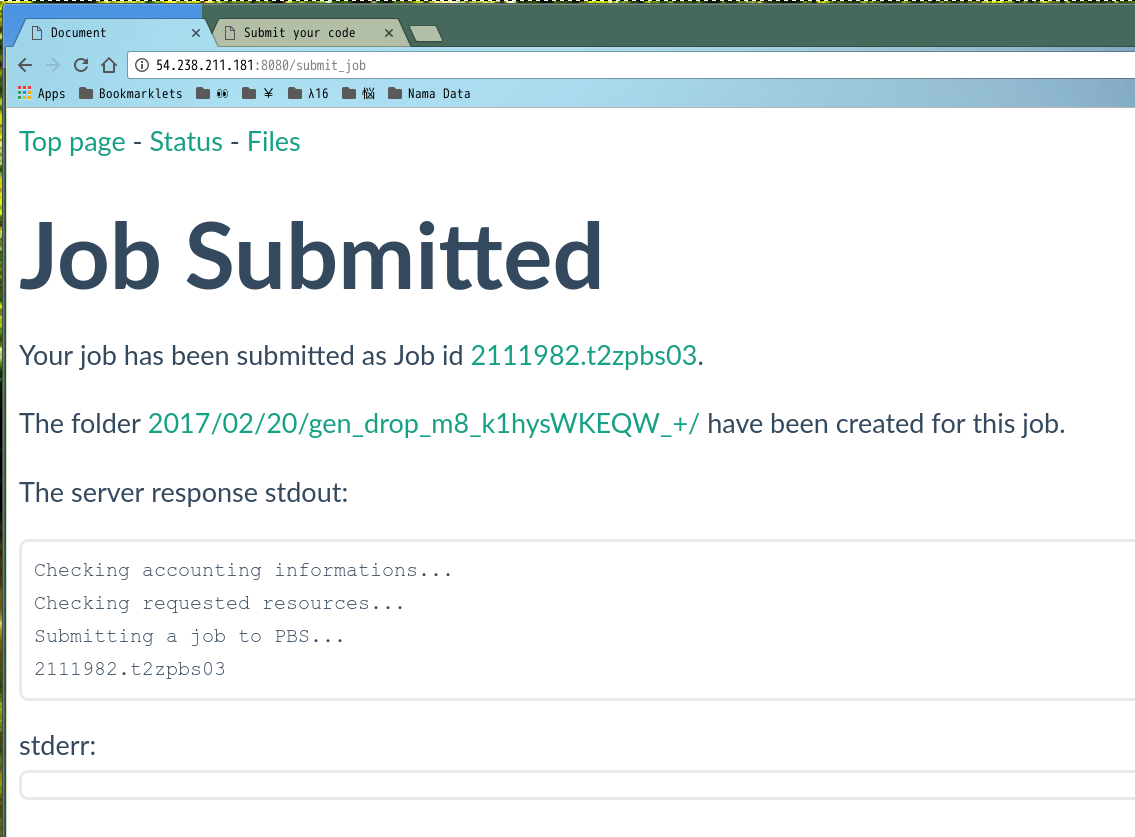 Document
Submit your code
54.238.211.181:8080/submit_job
Apps Bookmarklets ¥ λ16 悩 Nama Data
Top page - Status - Files
Job Submitted
Your job has been submitted as Job id 2111982.t2zpbs03.
The folder 2017/02/20/gen_drop_m8_k1hysWKEQW_+/ have been created for this job.
The server response stdout:
Checking accounting informations...
Checking requested resources...
Submitting a job to PBS...
2111982.t2zpbs03
stderr: